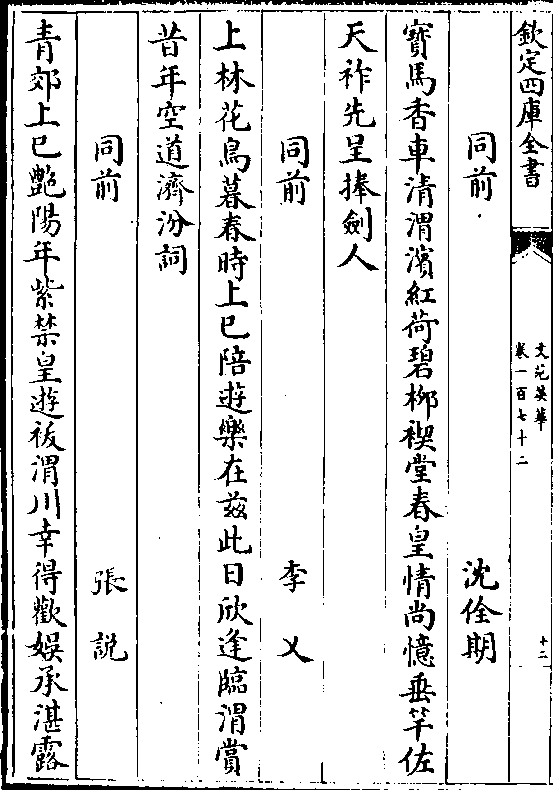 欽定四庫全書
文苑英華
卷一百七十二
十二
同前
沈佺期
寶馬香車清渭濱紅荷碧柳禊堂春皇情尚憶垂竿佐
天祚先呈捧劍人
同前
李乂
上林花鳥暮春時上巳陪遊樂在兹此日欣逢臨渭賞
昔年空道濟汾詞
同前
張說
青郊上巳艷陽年紫禁皇遊祓渭川幸得歡娛承湛露